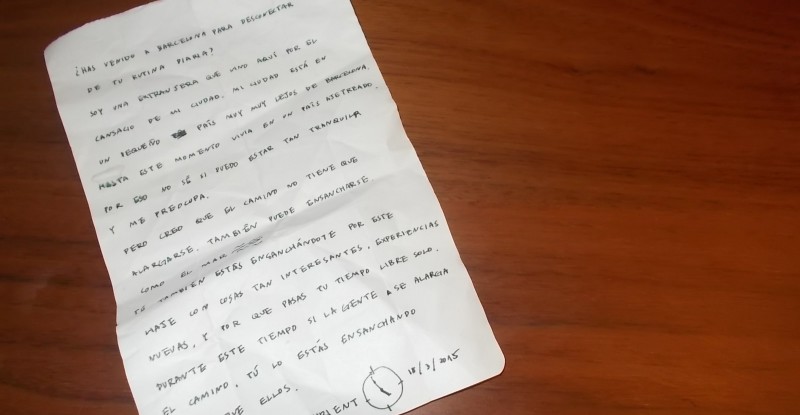 ¿HAS VENIDO A BARCELONA PARA DESCONECTAR
DE TU RUTINA DIARIA?
SOY UNA EXTRANJERA QUE VINO AQUÍ POR EL
CANSACIO DE MI CIUDAD. MI CIUDAD ESTÁ EN
UN PEQUEÑO PAÍS MUY MUY LEJOS DE BARCELONA.
HASTA ESTE MOMENTO VIVIA EN UN PAÍS AJETREADO.
POR ESO NO SÉ SI PUEDO ESTAR TAN TRANQUILA
Y ME PREOCUPA.
PERO CREO QUE EL CAMINO NO TIENE QUE
ALARGARSE. TAMBIÉN PUEDE ENSANCHARSE
COMO EL MAR
TÚ TAMBIÉN ESTÁS ENGANCHÁNDOTE POR ESTE
VIAJE CON COSAS TAN INTERESANTES, EXPERIENCIAS
NUEVAS, Y POR QUE PASAS TU TIEMPO LIBRE SOLO.
DURANTE ESTE TIEMPO SI LA GENTE SE ALARGA
EL CAMINO, TÚ LO ESTÁS ENSANCHANDO
QUE ELLOS.
18/3/2015